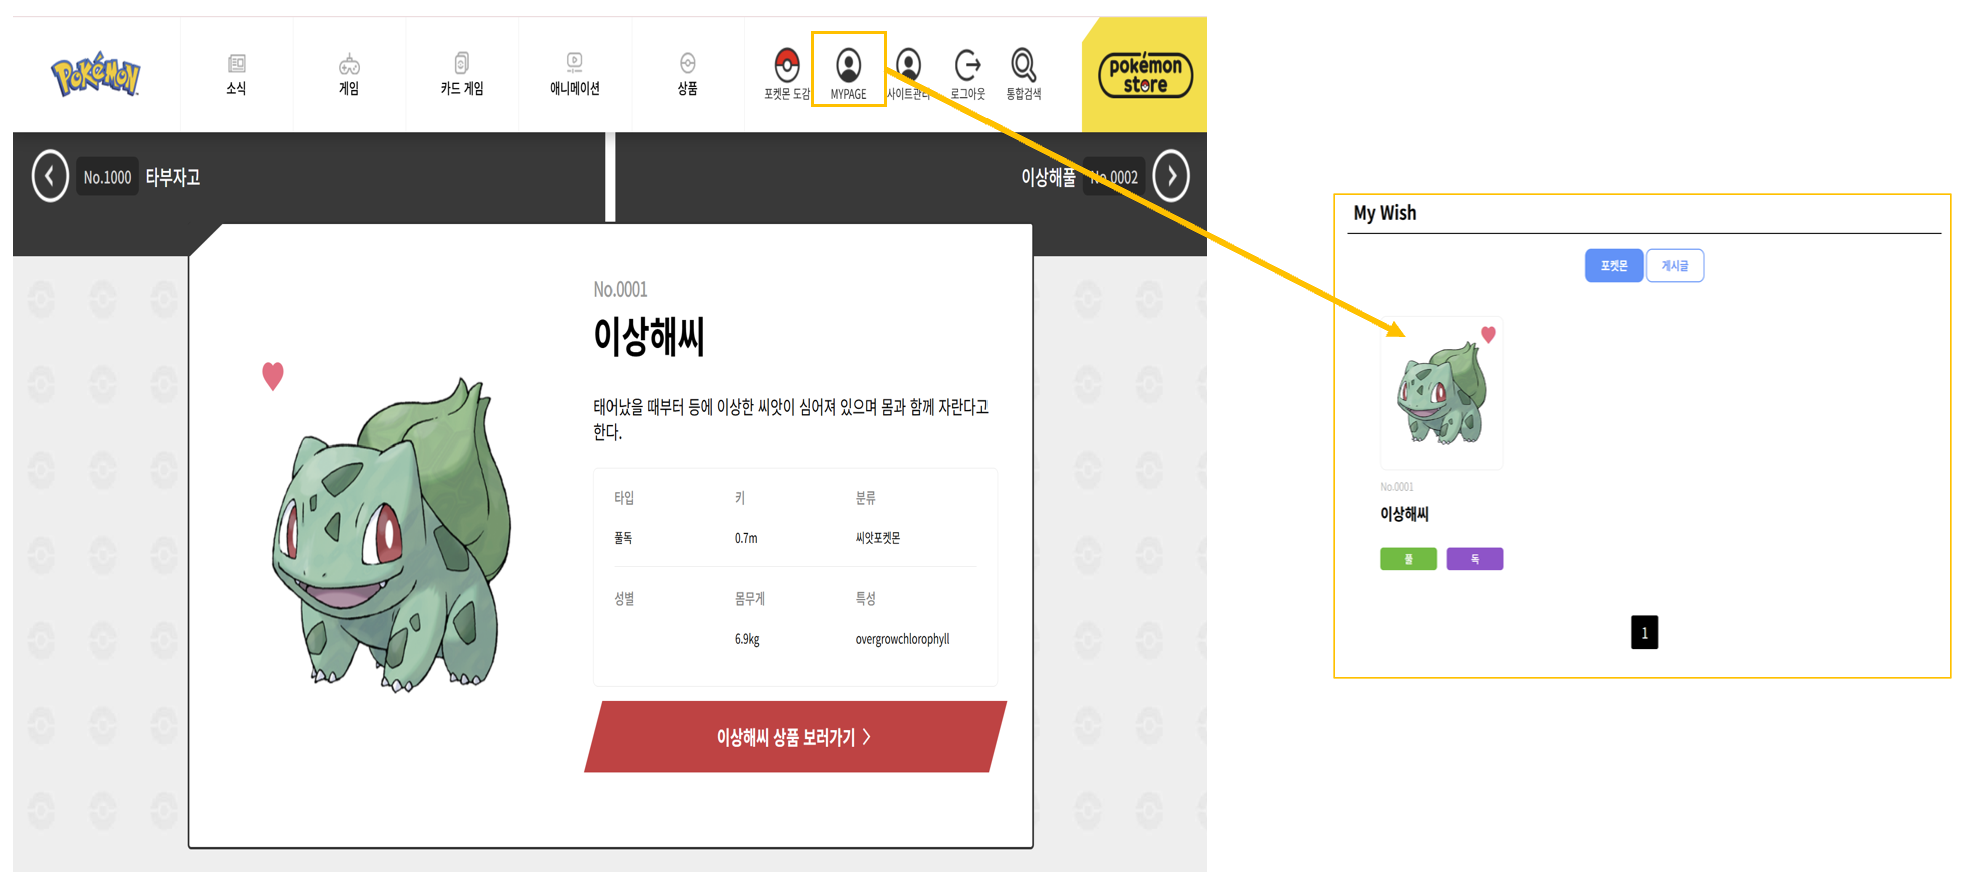 Pokémon
소식
게임
카드 게임
애니메이션
상품
포켓몬 도감
MYPAGE
사이트관리
로그아웃
통합검색
pokémon
store
No.1000 타부자고
이상해풀 No.0002
No.0001
이상해씨
태어났을 때부터 등에 이상한 씨앗이 심어져 있으며 몸과 함께 자란다고
한다.
타입 키 분류
풀독 0.7m 씨앗포켓몬
성별 몸무게 특성
6.9kg overgrowchlorophyll
이상해씨 상품 보러가기 >
My Wish
포켓몬 게시글
No.0001
이상해씨
풀 독
1